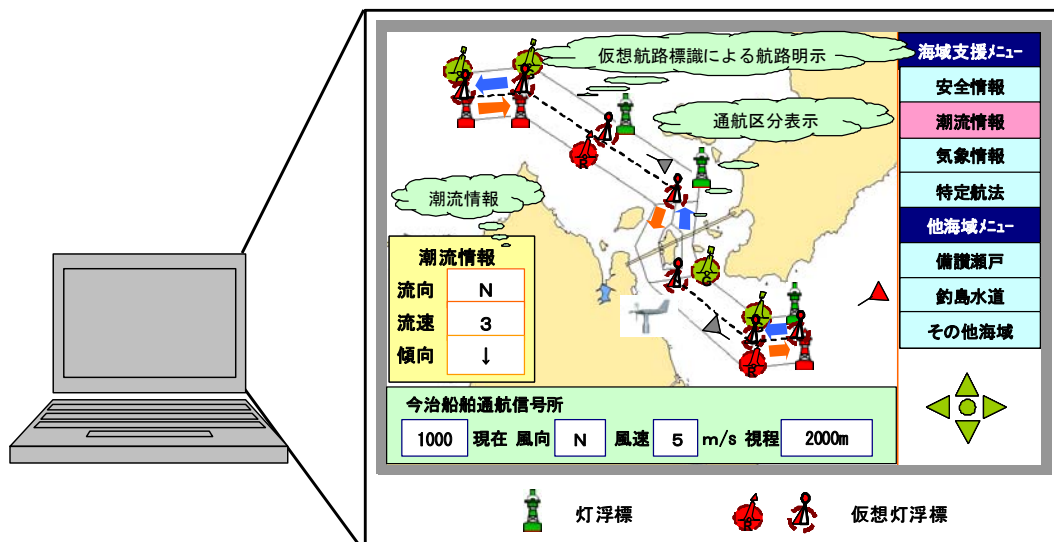 仮想航路標識による航路明示
通航区分表示
潮流情報
潮流情報
流向 N
流速 3
傾向 ↓
今治船舶通航信号所
1000 現在 風向 N 風速 5 m/s 視程 2000m
海域支援メニュー
安全情報
潮流情報
気象情報
特定航法
他海域メニュー
備讃瀬戸
釣島水道
その他海域
灯浮標
仮想灯浮標